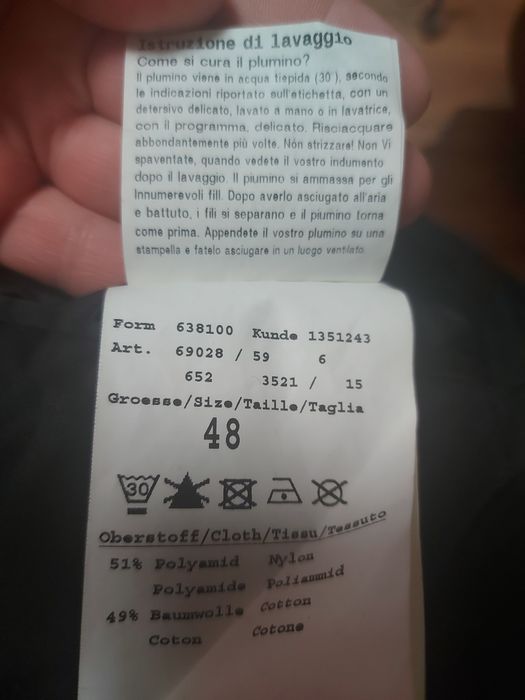 Istruzione di lavaggio
Come si cura il plumino?
Il plumino viene in acqua tiepida (30 ), secondo
le indicazioni riportato sull'etichetta, con un
detersivo delicato, lavato a mano o in lavatrice,
con il programma, delicato. Risciacquare
abbondantemente più volte. Nón strizzare! Non Vi
spaventate, quando vedete il vostro indumento
dopo il lavaggio. Il piumino si ammassa per gli
Innumerevoli fill. Dopo averlo asciugato all'aria
e battuto, i fili si separano e il piumino torna
come prima. Appendete il vostro plumino su una
stampella e fatelo asciugare in un luogo ventilato.
Form 638100 Kunde 1351243
Art. 69028 / 59 6
652 3521 / 15
Groesse/Size/Taille/Taglia
48
30
Oberstoff/Cloth/Tissu/Tessuto
51% Polyamid Nylon
Polyamide Poliammid
49% Baumwolle Cotton
Coton Cotone